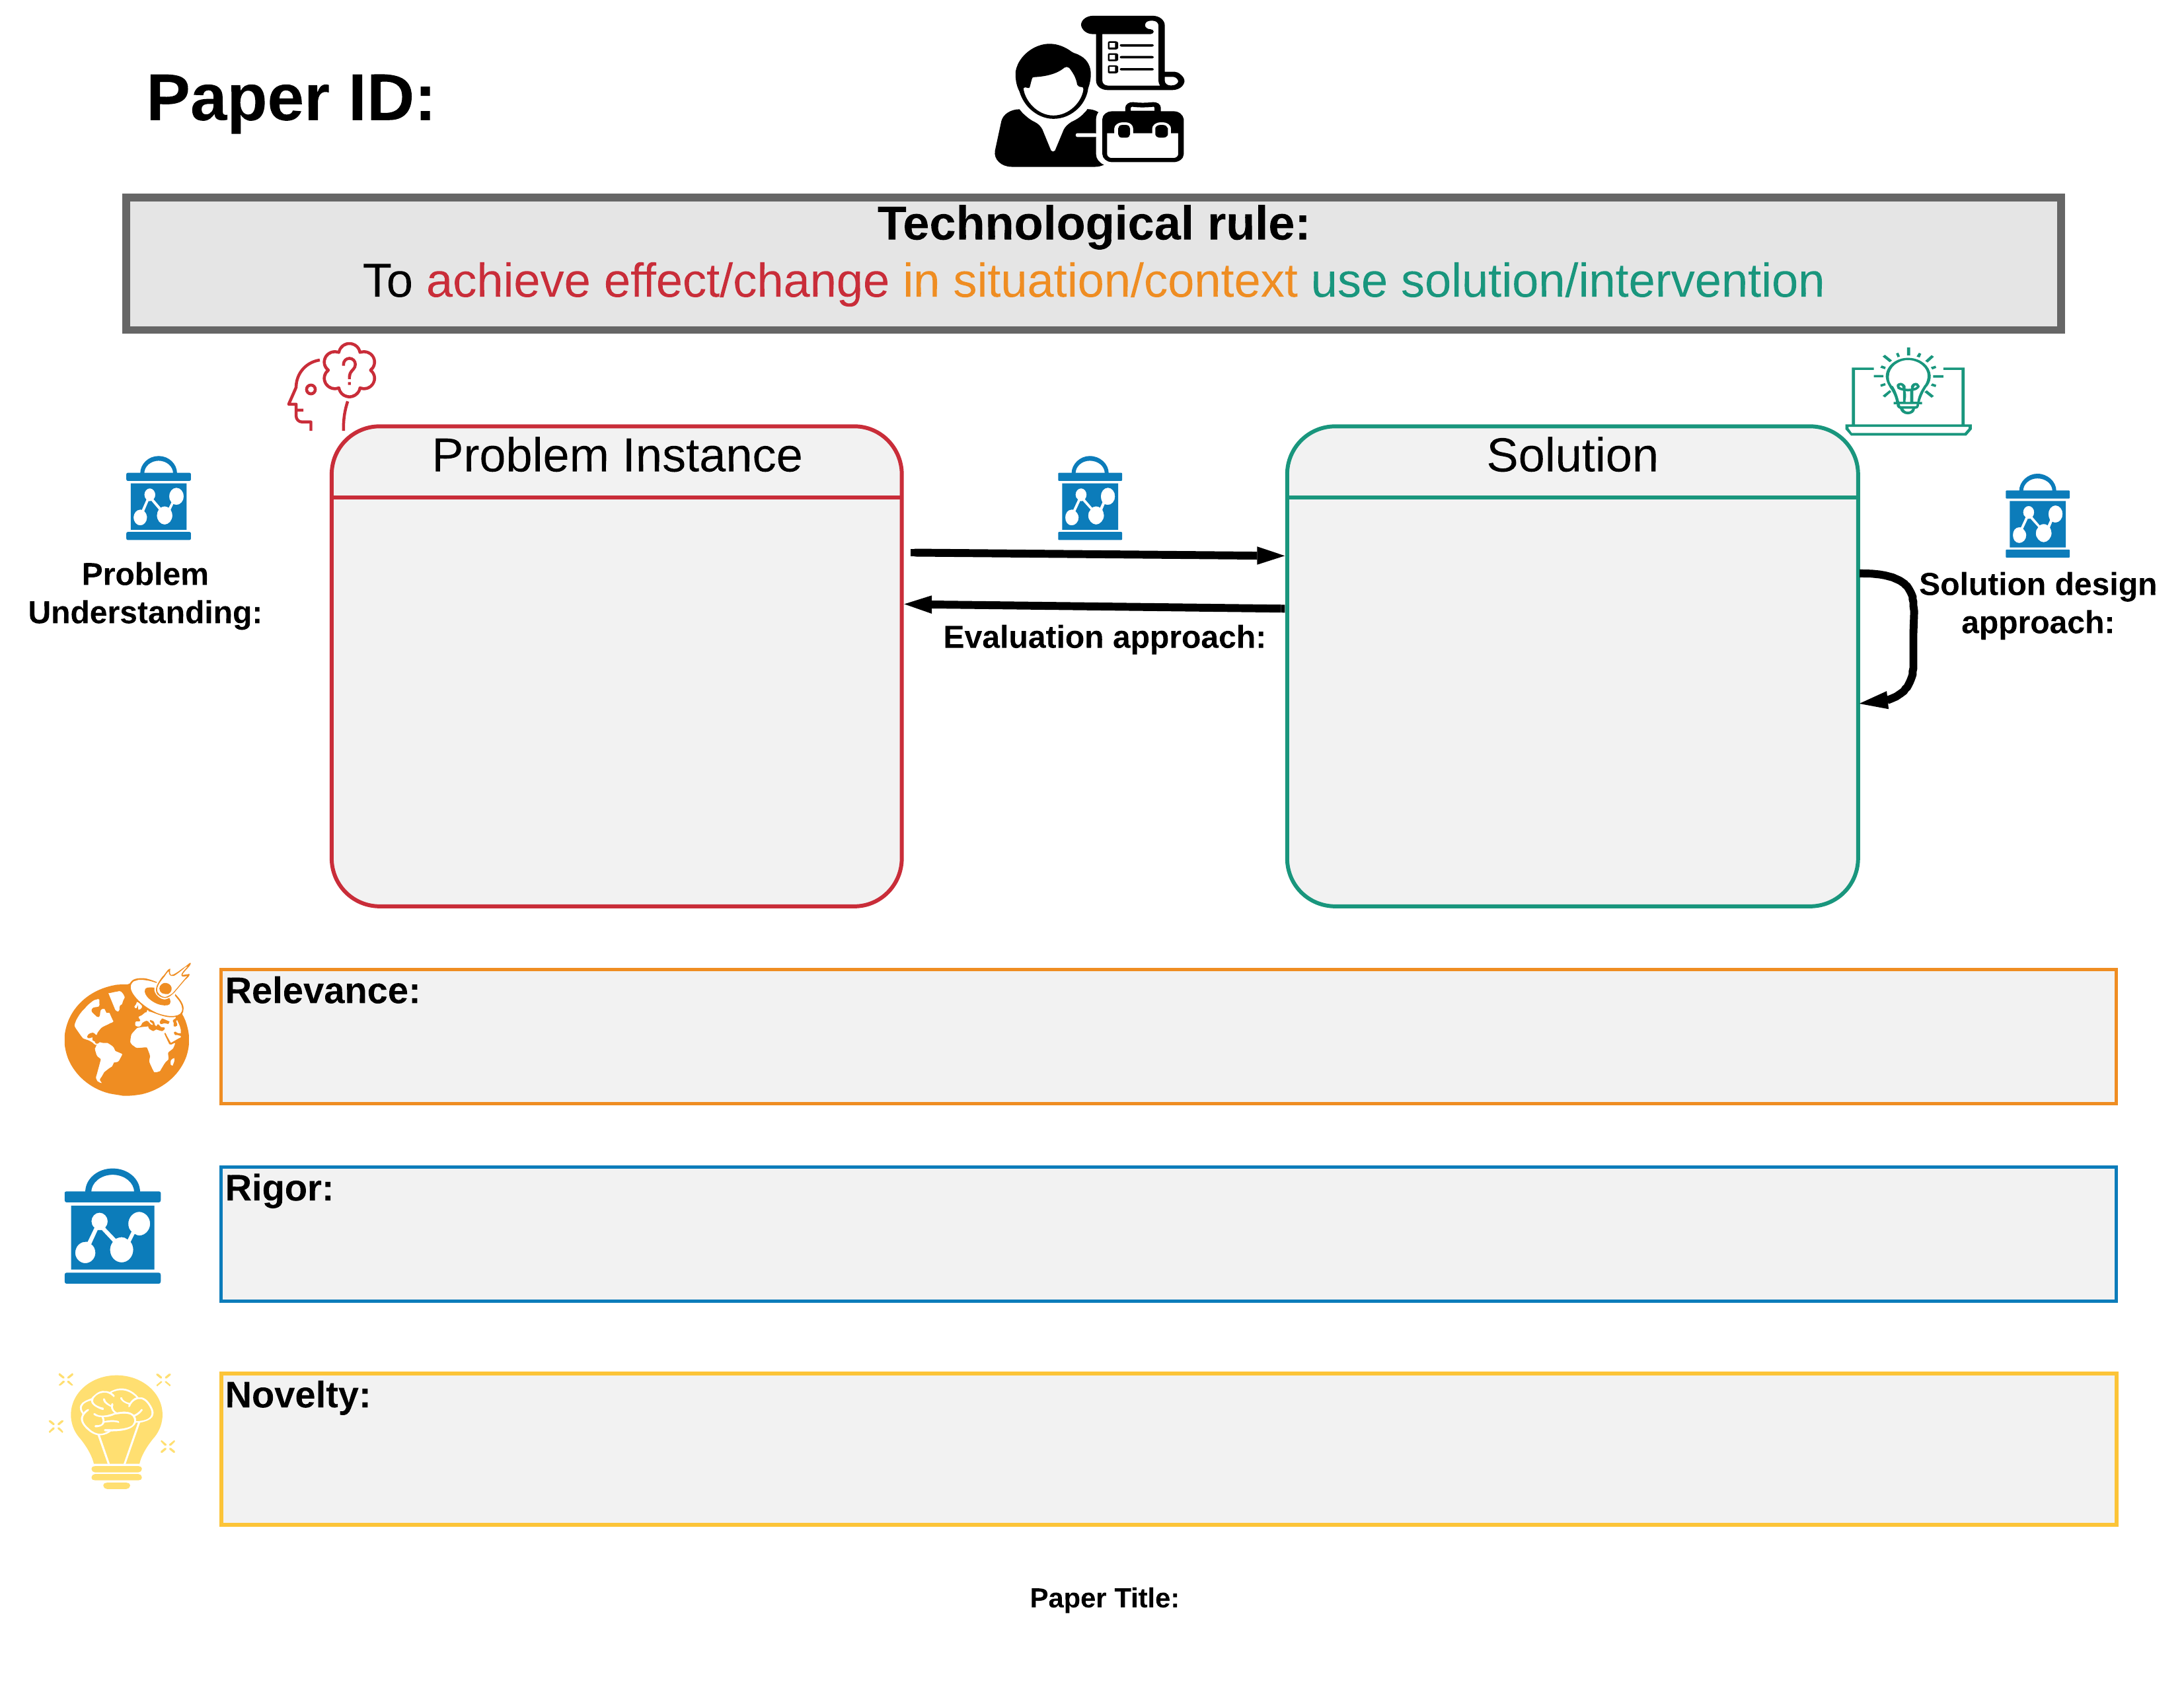 Paper ID:
Technological rule:
To achieve effect/change in situation/context use solution/intervention
Problem Instance
Solution
Problem
Understanding:
Evaluation approach:
Solution design
approach:
Relevance:
Rigor:
Novelty:
Paper Title: